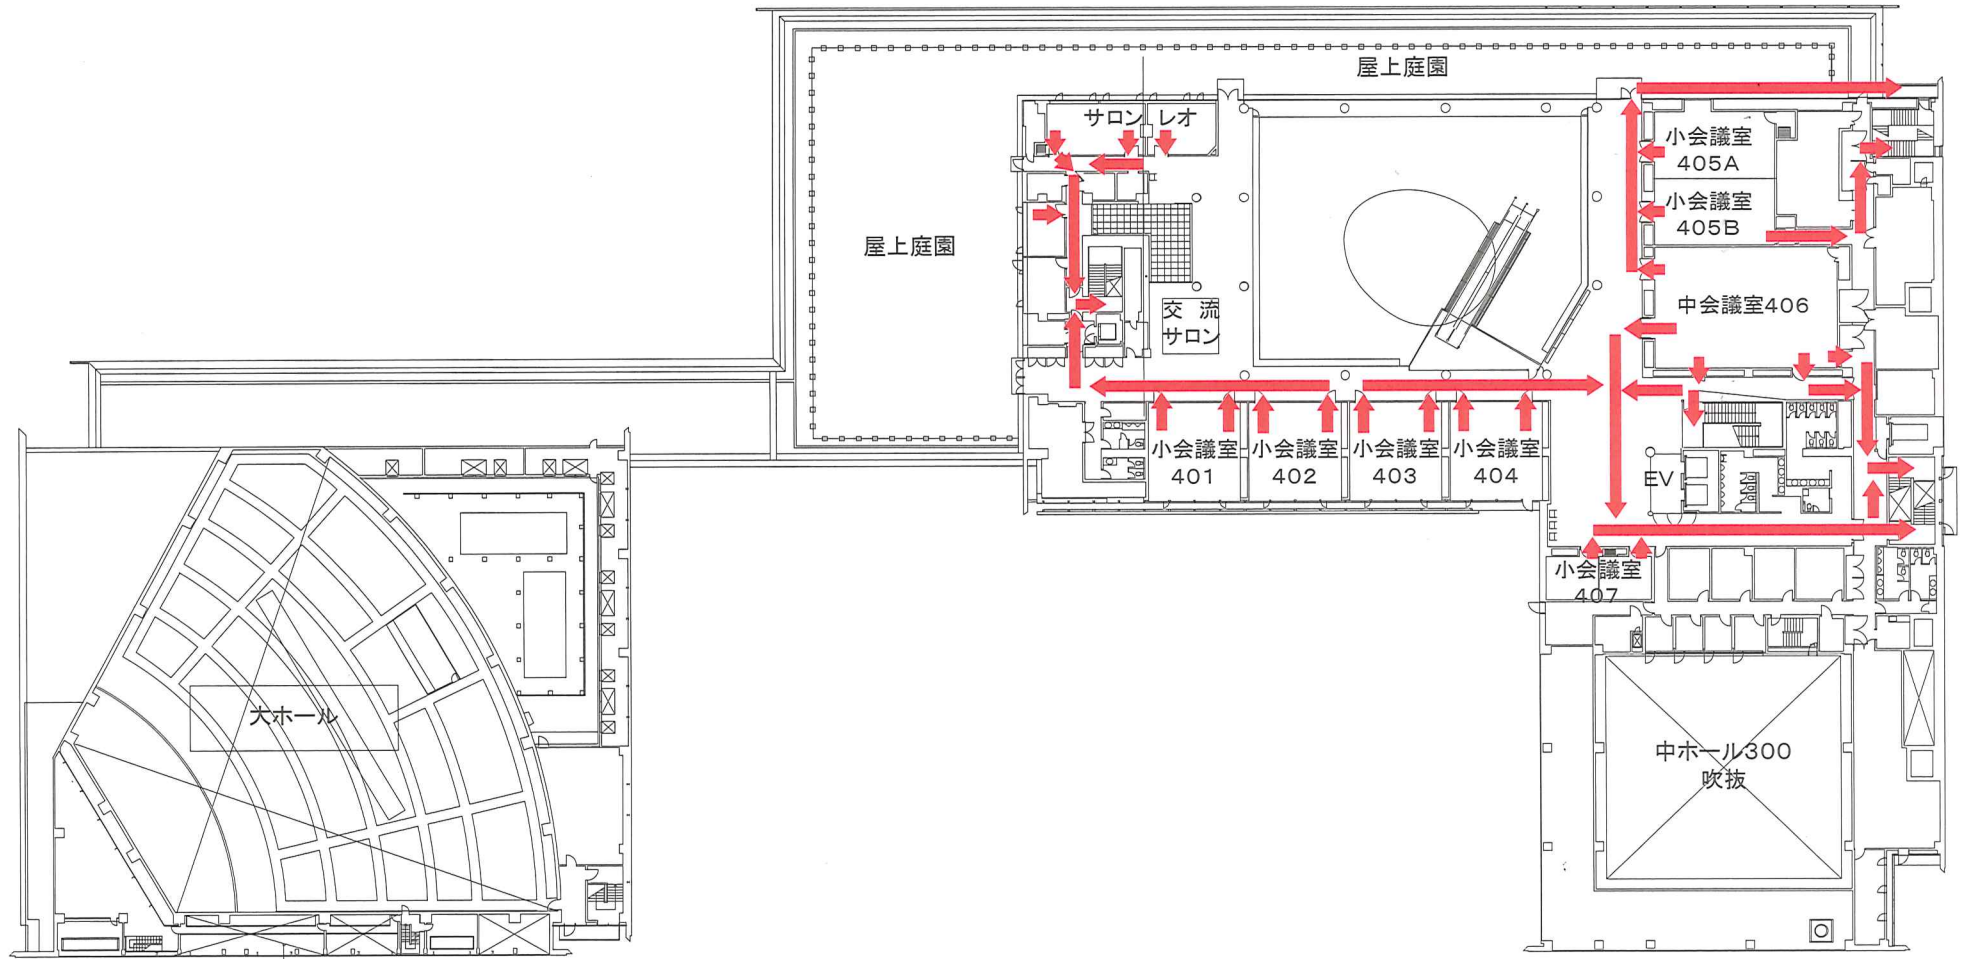 屋上庭園
サロン レオ
小会議室
405A
小会議室
405B
屋上庭園
中会議室406
交 流
サロン
小会議室
401
小会議室
402
小会議室
403
小会議室
404
EV
小会議室
407
大ホール
中ホール300
吹抜